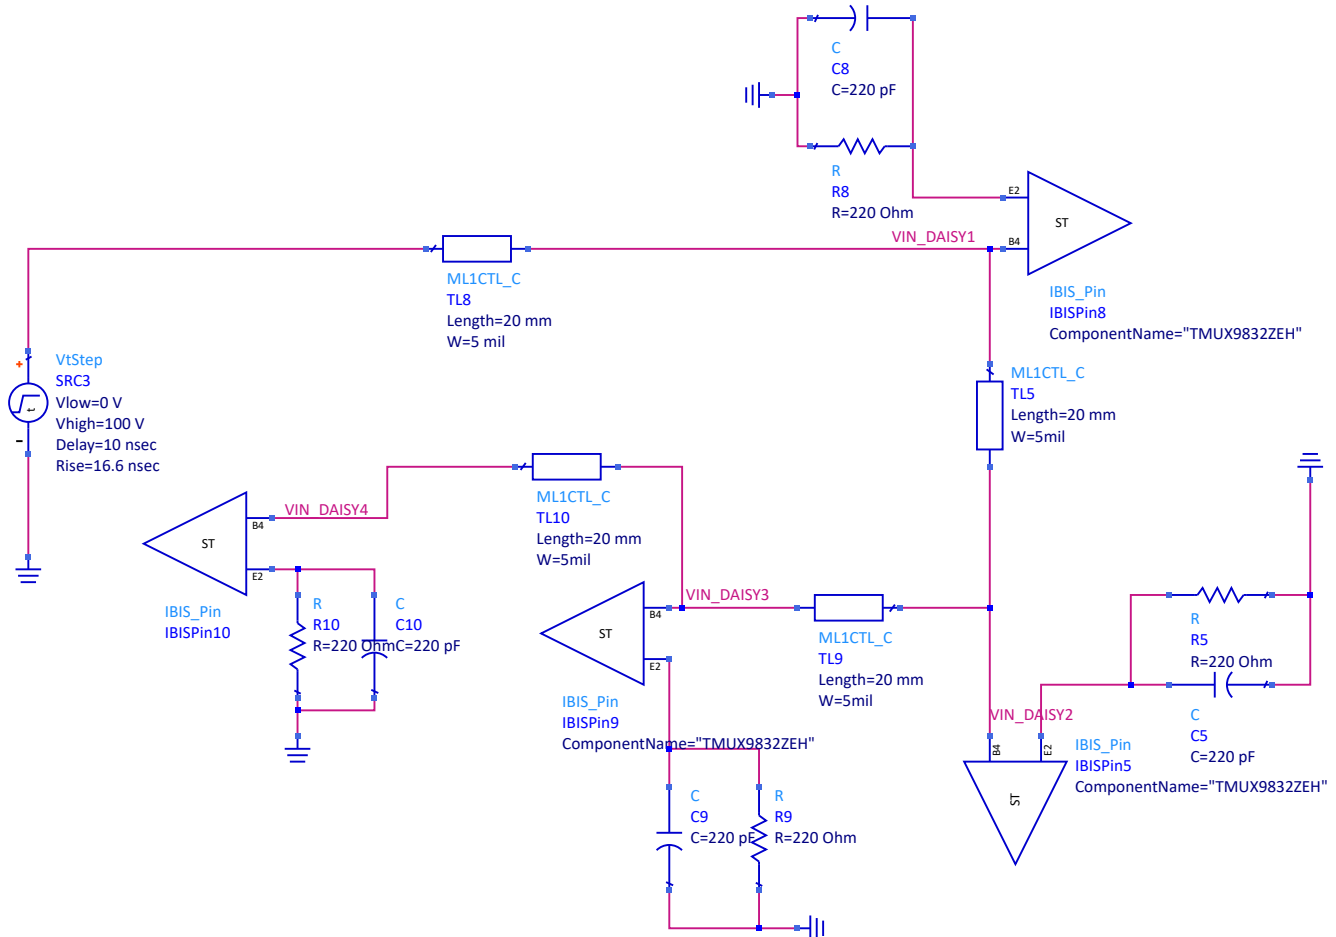 C
C8
C=220 pF
R
R8
R=220 Ohm
E2
ST
B4
VIN_DAISY1
IBIS_Pin
IBISPin8
ComponentName="TMUX9832ZEH"
ML1CTL_C
TL8
Length=20 mm
W=5 mil
+
t
-
VtStep
SRC3
Vlow=0 V
Vhigh=100 V
Delay=10 nsec
Rise=16.6 nsec
ML1CTL_C
TL5
Length=20 mm
W=5mil
ML1CTL_C
TL10
Length=20 mm
W=5mil
VIN_DAISY4
B4
ST
E2
IBIS_Pin
IBISPin10
R
R10
R=220 Ohm
C
C10
C=220 pF
VIN_DAISY3
B4
ST
E2
IBIS_Pin
IBISPin9
ComponentName="TMUX9832ZEH"
ML1CTL_C
TL9
Length=20 mm
W=5mil
R
R5
R=220 Ohm
C
C5
C=220 pF
VIN_DAISY2
B4
E2
ST
IBIS_Pin
IBISPin5
ComponentName="TMUX9832ZEH"
C
C9
C=220 pF
R
R9
R=220 Ohm